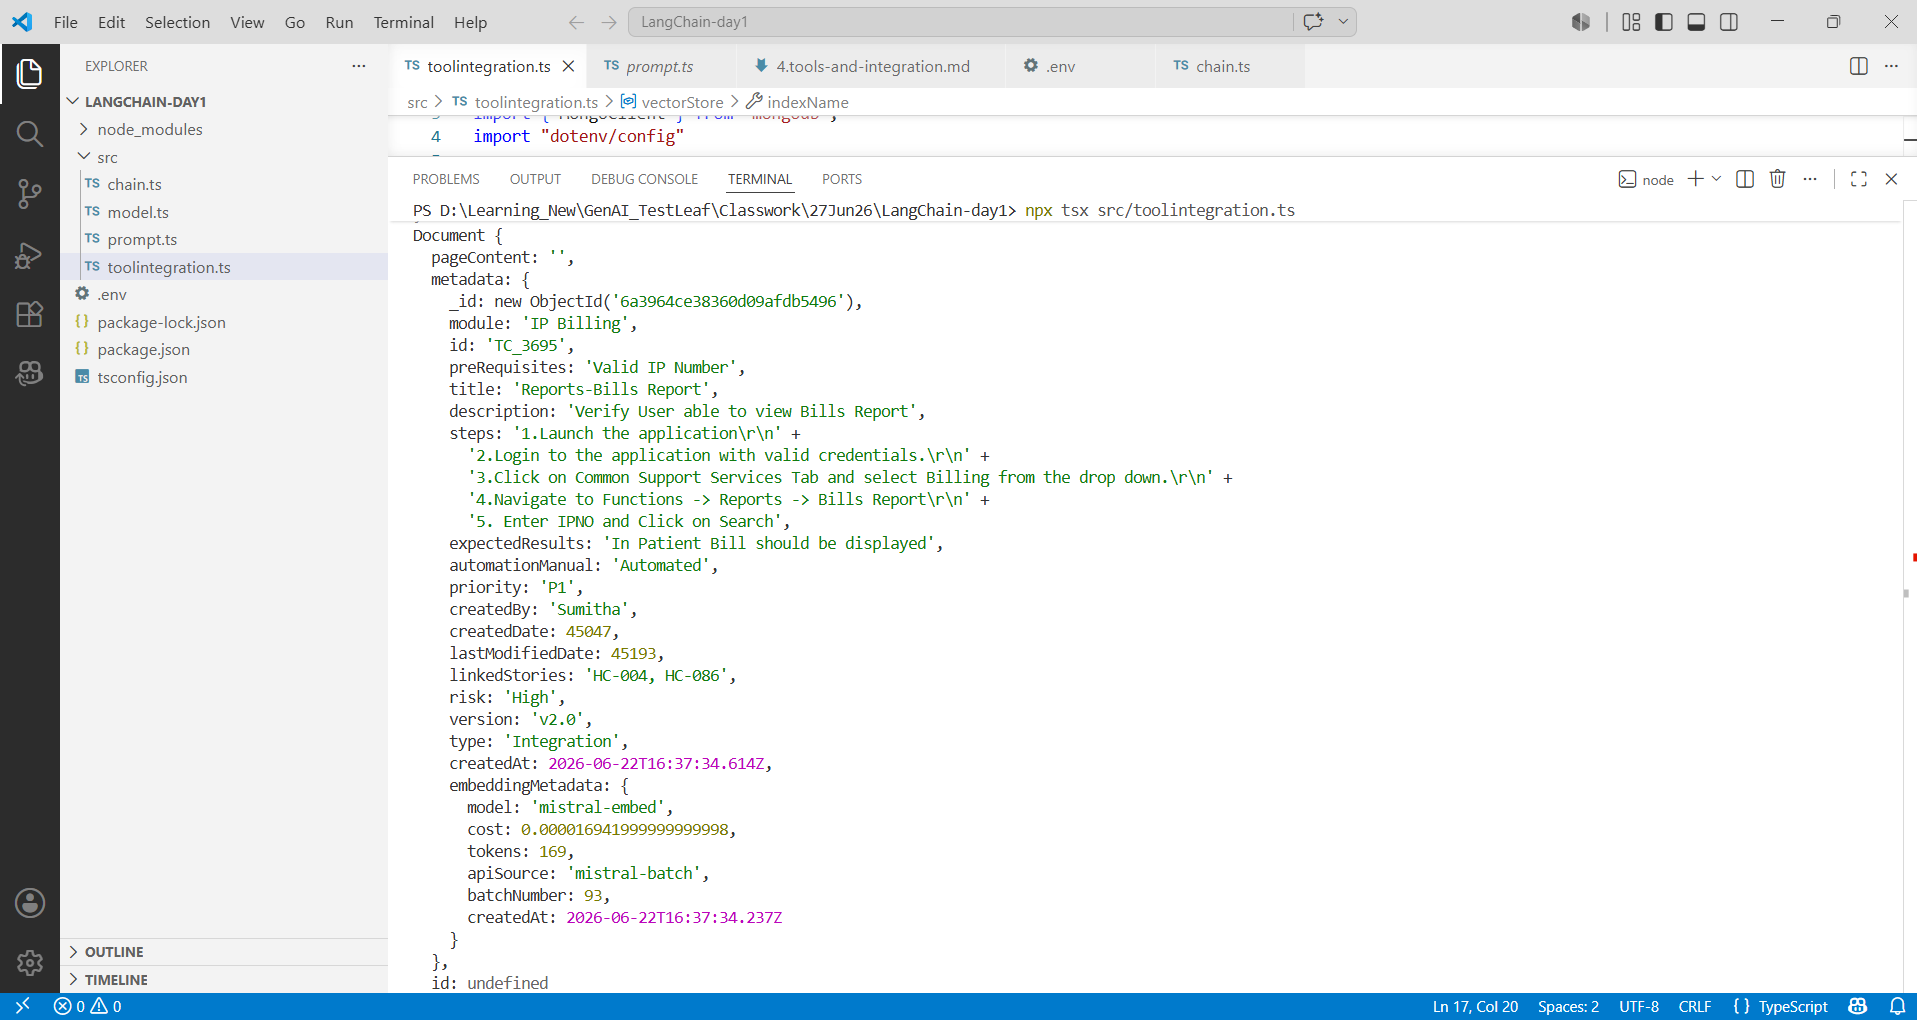 File Edit Selection View Go Run Terminal Help
LangChain-day1
EXPLORER
LANGCHAIN-DAY1
node_modules
src
TS chain.ts
TS model.ts
TS prompt.ts
TS toolintegration.ts
.env
{} package-lock.json
{} package.json
TS tsconfig.json
OUTLINE
TIMELINE
TS toolintegration.ts
TS prompt.ts
4.tools-and-integration.md
.env
TS chain.ts
src > TS toolintegration.ts > vectorStore > indexName
3 import { MongoClient } from "mongodb";
4 import "dotenv/config"
PROBLEMS OUTPUT DEBUG CONSOLE TERMINAL PORTS
node
PS D:\Learning_New\GenAI_TestLeaf\Classwork\27Jun26\LangChain-day1> npx tsx src/toolintegration.ts
Document {
pageContent: '',
metadata: {
_id: new ObjectId('6a3964ce38360d09afdb5496'),
module: 'IP Billing',
id: 'TC_3695',
preRequisites: 'Valid IP Number',
title: 'Reports-Bills Report',
description: 'Verify User able to view Bills Report',
steps: '1.Launch the application\r\n' +
'2.Login to the application with valid credentials.\r\n' +
'3.Click on Common Support Services Tab and select Billing from the drop down.\r\n' +
'4.Navigate to Functions -> Reports -> Bills Report\r\n' +
'5. Enter IPNO and Click on Search',
expectedResults: 'In Patient Bill should be displayed',
automationManual: 'Automated',
priority: 'P1',
createdBy: 'Sumitha',
createdDate: 45047,
lastModifiedDate: 45193,
linkedStories: 'HC-004, HC-086',
risk: 'High',
version: 'v2.0',
type: 'Integration',
createdAt: 2026-06-22T16:37:34.614Z,
embeddingMetadata: {
model: 'mistral-embed',
cost: 0.000016941999999999998,
tokens: 169,
apiSource: 'mistral-batch',
batchNumber: 93,
createdAt: 2026-06-22T16:37:34.237Z
}
},
id: undefined
0 0
Ln 17, Col 20 Spaces: 2 UTF-8 CRLF {} TypeScript